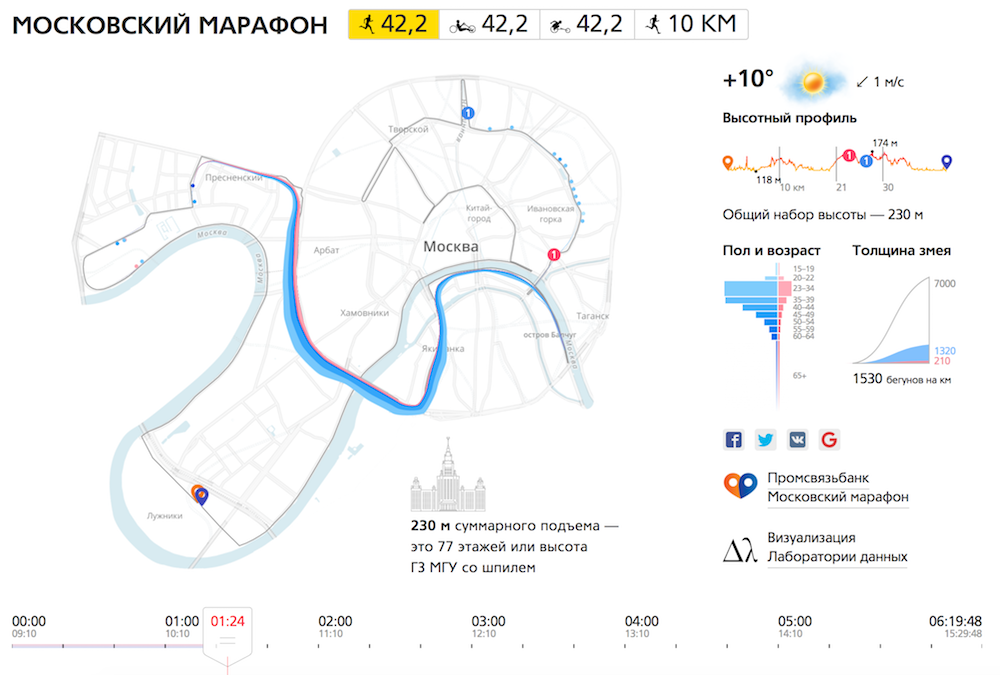 МОСКОВСКИЙ МАРАФОН
42,2
42,2
42,2
10 КМ
+10°
1 м/с
Высотный профиль
174 м
118 м
1
1
10 км
21
30
Общий набор высоты — 230 м
Пол и возраст
Толщина змея
15–19
20–22
23–34
35–39
40–44
45–49
50–54
55–59
60–64
65+
7000
1320
210
1530 бегунов на км
Тверской
1
Пресненский
Китай-
город
Ивановская
горка
Москва
Москва
Арбат
Москва
1
Хамовники
Таганск
остров Балчуг
Москва
Лужники
230 м суммарного подъема —
это 77 этажей или высота
ГЗ МГУ со шпилем
Промсвязьбанк
Московский марафон
Δλ
Визуализация
Лаборатории данных
00:00
01:00
01:24
02:00
03:00
04:00
05:00
06:19:48
09:10
10:10
11:10
12:10
13:10
14:10
15:29:48